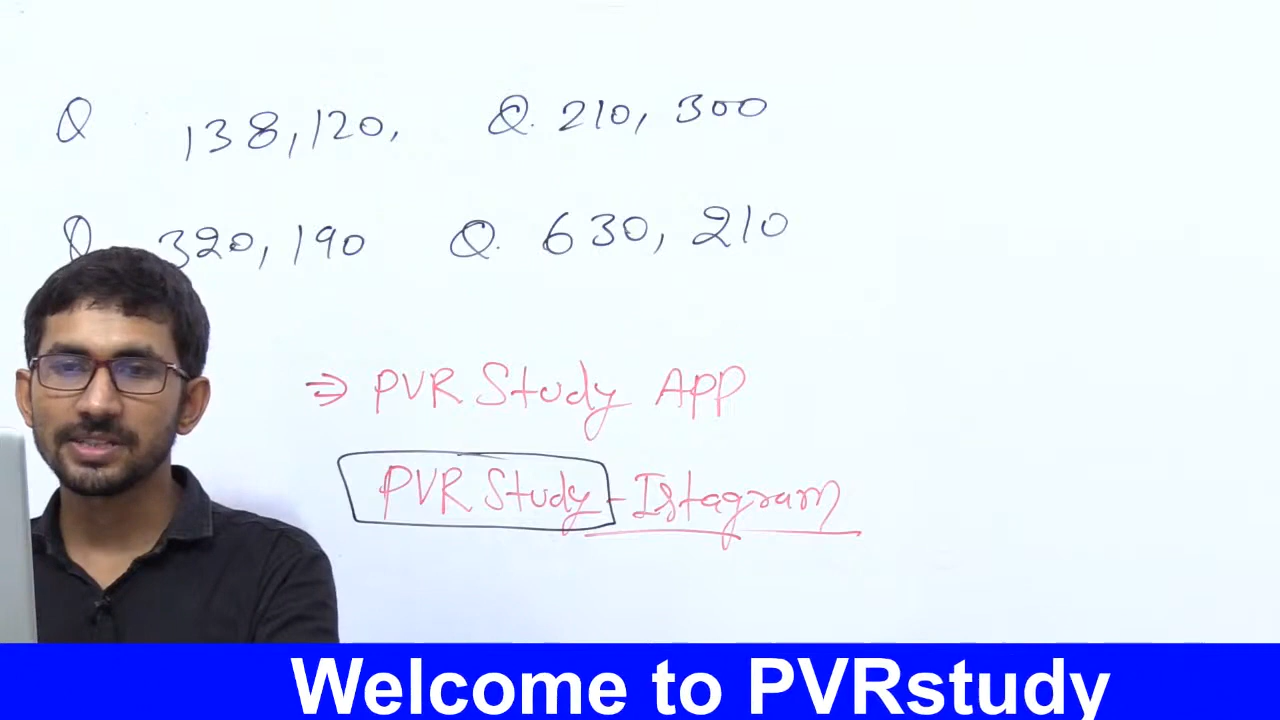 Q 138,120, Q. 210, 300
Q 320, 190 Q. 630, 210
⇒ PVR Study APP
PVR Study - Istagram
Welcome to PVRstudy